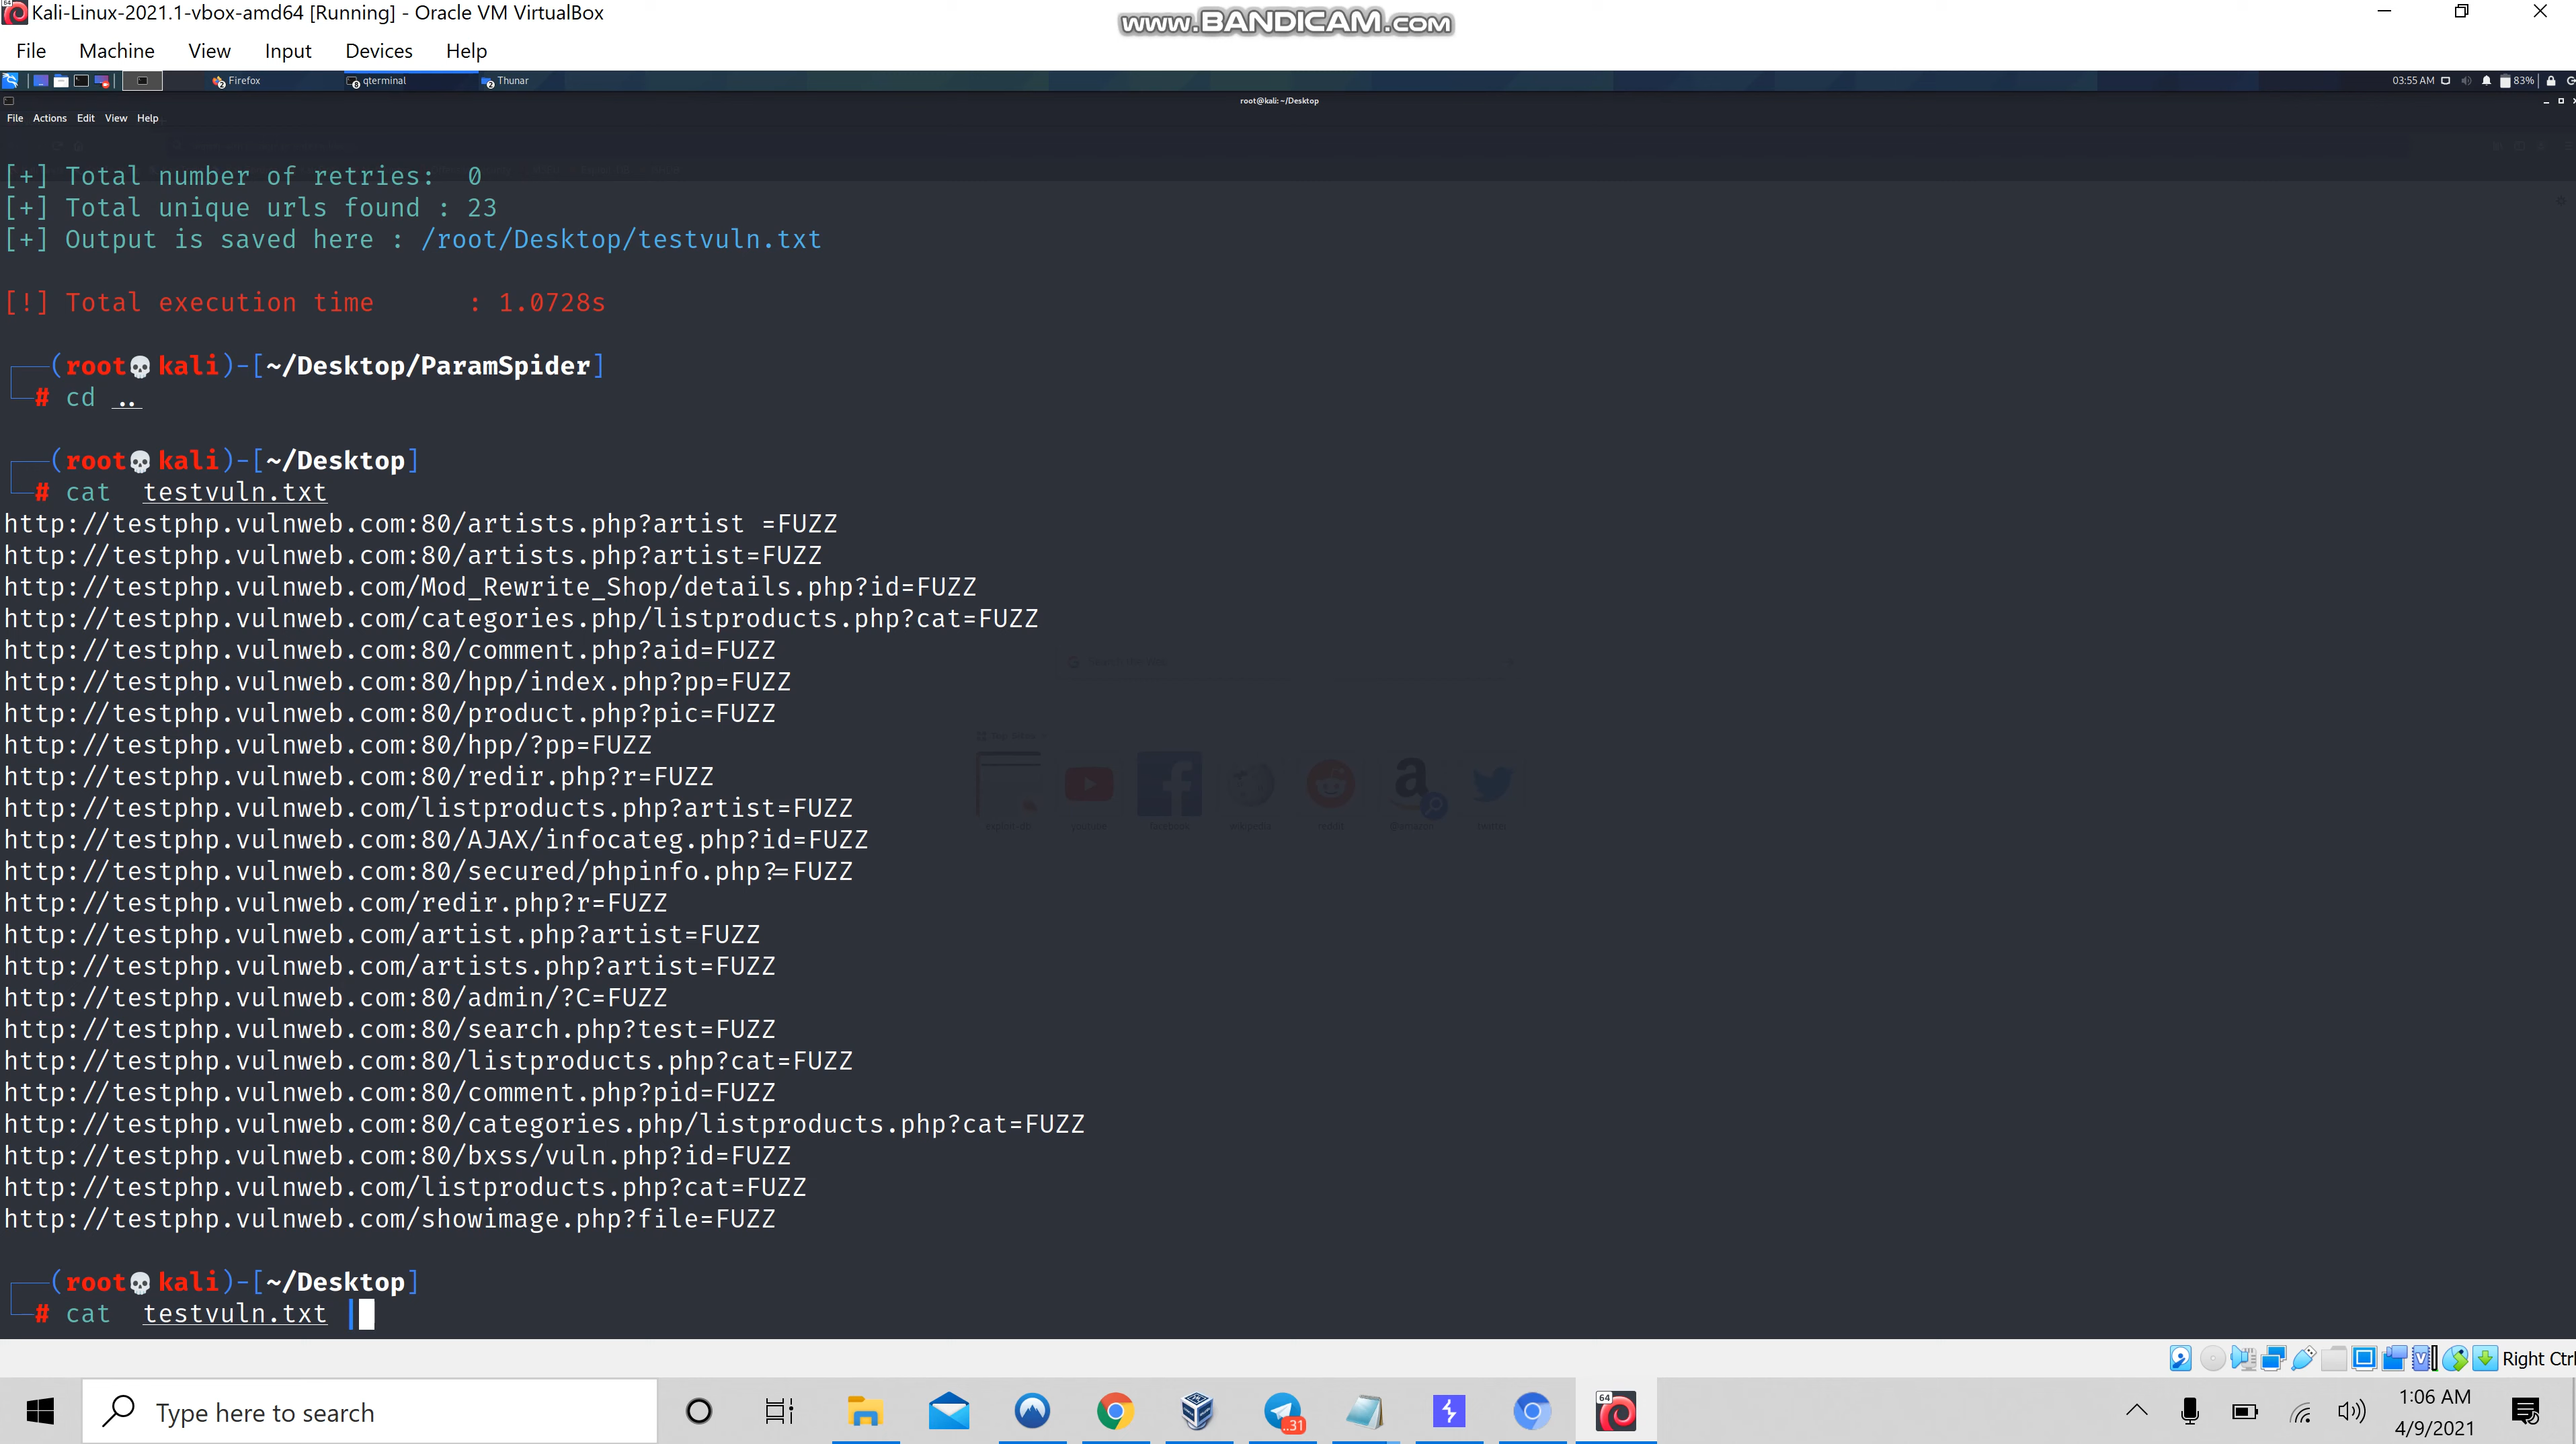 Kali-Linux-2021.1-vbox-amd64 [Running] - Oracle VM VirtualBox
www.BANDICAM.com
File Machine View Input Devices Help
Firefox
qterminal
Thunar
03:55 AM
83%
root@kali: ~/Desktop
File Actions Edit View Help
[+] Total number of retries:  0
[+] Total unique urls found : 23
[+] Output is saved here : /root/Desktop/testvuln.txt
[!] Total execution time      : 1.0728s
(root💀kali)-[~/Desktop/ParamSpider]
# cd ..
(root💀kali)-[~/Desktop]
# cat  testvuln.txt
http://testphp.vulnweb.com:80/artists.php?artist =FUZZ
http://testphp.vulnweb.com:80/artists.php?artist=FUZZ
http://testphp.vulnweb.com/Mod_Rewrite_Shop/details.php?id=FUZZ
http://testphp.vulnweb.com/categories.php/listproducts.php?cat=FUZZ
http://testphp.vulnweb.com:80/comment.php?aid=FUZZ
http://testphp.vulnweb.com:80/hpp/index.php?pp=FUZZ
http://testphp.vulnweb.com:80/product.php?pic=FUZZ
http://testphp.vulnweb.com:80/hpp/?pp=FUZZ
http://testphp.vulnweb.com:80/redir.php?r=FUZZ
http://testphp.vulnweb.com/listproducts.php?artist=FUZZ
http://testphp.vulnweb.com:80/AJAX/infocateg.php?id=FUZZ
http://testphp.vulnweb.com:80/secured/phpinfo.php?=FUZZ
http://testphp.vulnweb.com/redir.php?r=FUZZ
http://testphp.vulnweb.com/artist.php?artist=FUZZ
http://testphp.vulnweb.com/artists.php?artist=FUZZ
http://testphp.vulnweb.com:80/admin/?C=FUZZ
http://testphp.vulnweb.com:80/search.php?test=FUZZ
http://testphp.vulnweb.com:80/listproducts.php?cat=FUZZ
http://testphp.vulnweb.com:80/comment.php?pid=FUZZ
http://testphp.vulnweb.com:80/categories.php/listproducts.php?cat=FUZZ
http://testphp.vulnweb.com:80/bxss/vuln.php?id=FUZZ
http://testphp.vulnweb.com/listproducts.php?cat=FUZZ
http://testphp.vulnweb.com/showimage.php?file=FUZZ
(root💀kali)-[~/Desktop]
# cat  testvuln.txt |
Right Ctrl
Type here to search
..31
64
1:06 AM
4/9/2021